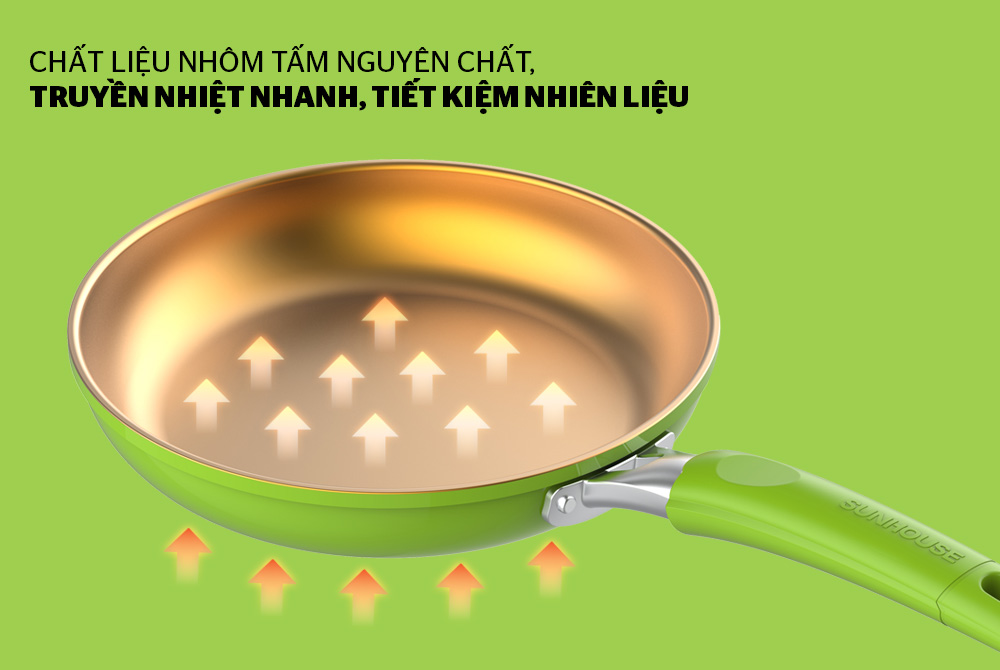 CHẤT LIỆU NHÔM TẤM NGUYÊN CHẤT,
TRUYỀN NHIỆT NHANH, TIẾT KIỆM NHIÊN LIỆU
SUNHOUSE